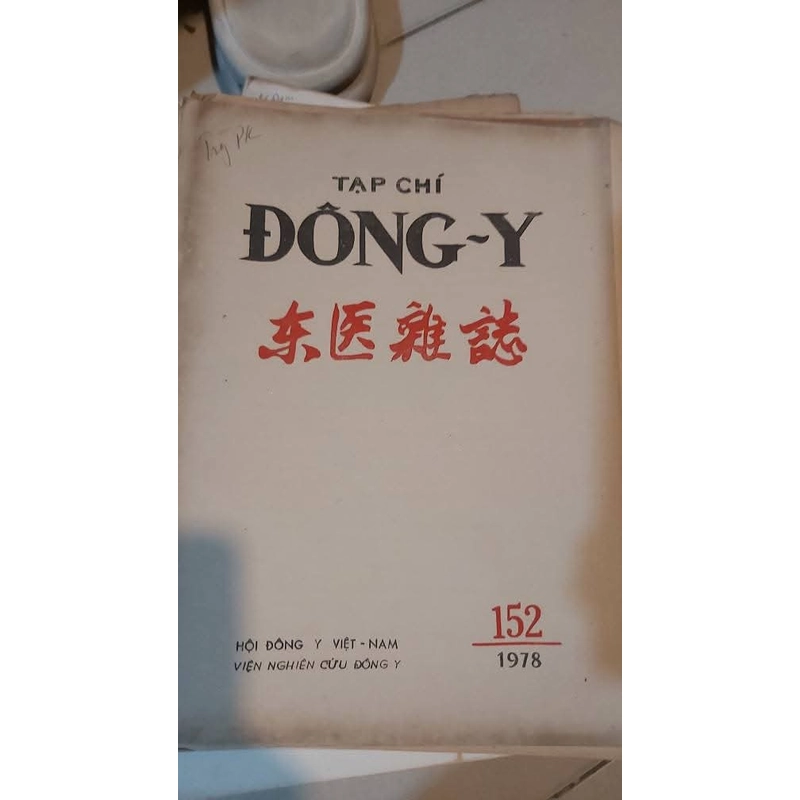 TẠP CHÍ
ĐÔNG-Y
东医雜誌
152
HỘI ĐÔNG Y VIỆT-NAM
VIỆN NGHIÊN CỨU ĐÔNG Y
1978